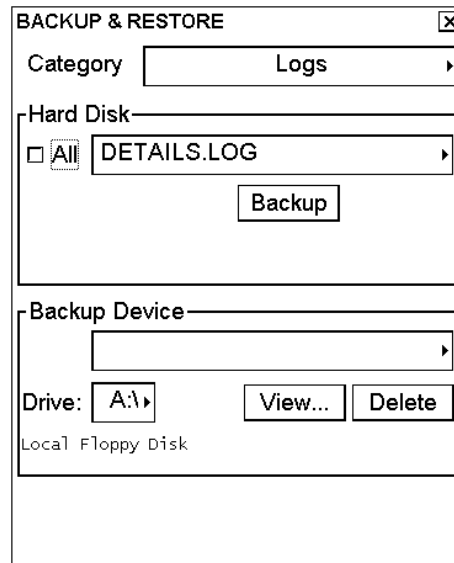 BACKUP & RESTORE
Category Logs
Hard Disk
All DETAILS.LOG
Backup
Backup Device
Drive: A:\ View... Delete
Local Floppy Disk